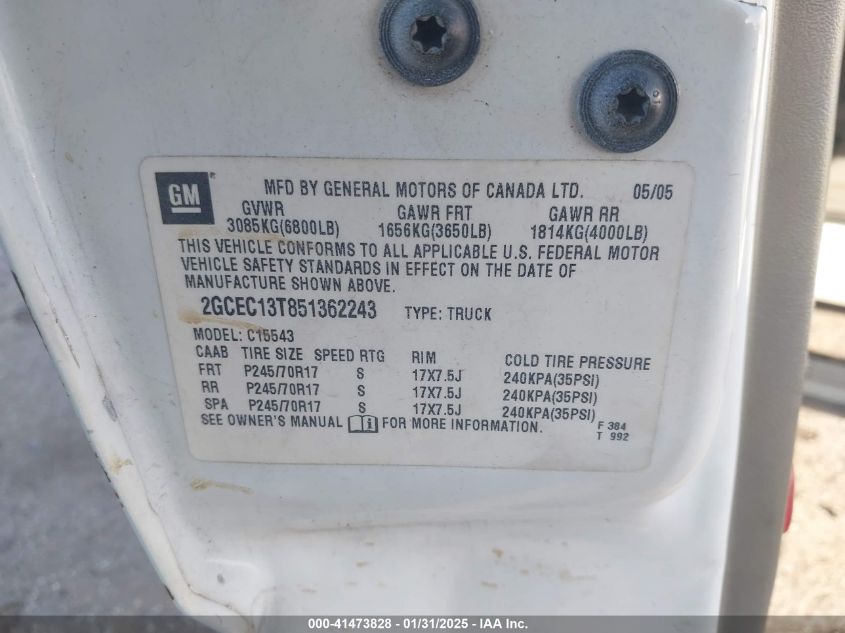 GM
MFD BY GENERAL MOTORS OF CANADA LTD. 05/05
GVWR GAWR FRT GAWR RR
3085KG(6800LB) 1656KG(3650LB) 1814KG(4000LB)
THIS VEHICLE CONFORMS TO ALL APPLICABLE U.S. FEDERAL MOTOR
VEHICLE SAFETY STANDARDS IN EFFECT ON THE DATE OF
MANUFACTURE SHOWN ABOVE.
2GCEC13T851362243 TYPE: TRUCK
MODEL: C15543
CAAB TIRE SIZE SPEED RTG RIM COLD TIRE PRESSURE
FRT P245/70R17 S 17X7.5J 240KPA(35PSI)
RR P245/70R17 S 17X7.5J 240KPA(35PSI)
SPA P245/70R17 S 17X7.5J 240KPA(35PSI)
SEE OWNER'S MANUAL i FOR MORE INFORMATION.
F 384
T 992
000-41473828 - 01/31/2025 - IAA Inc.